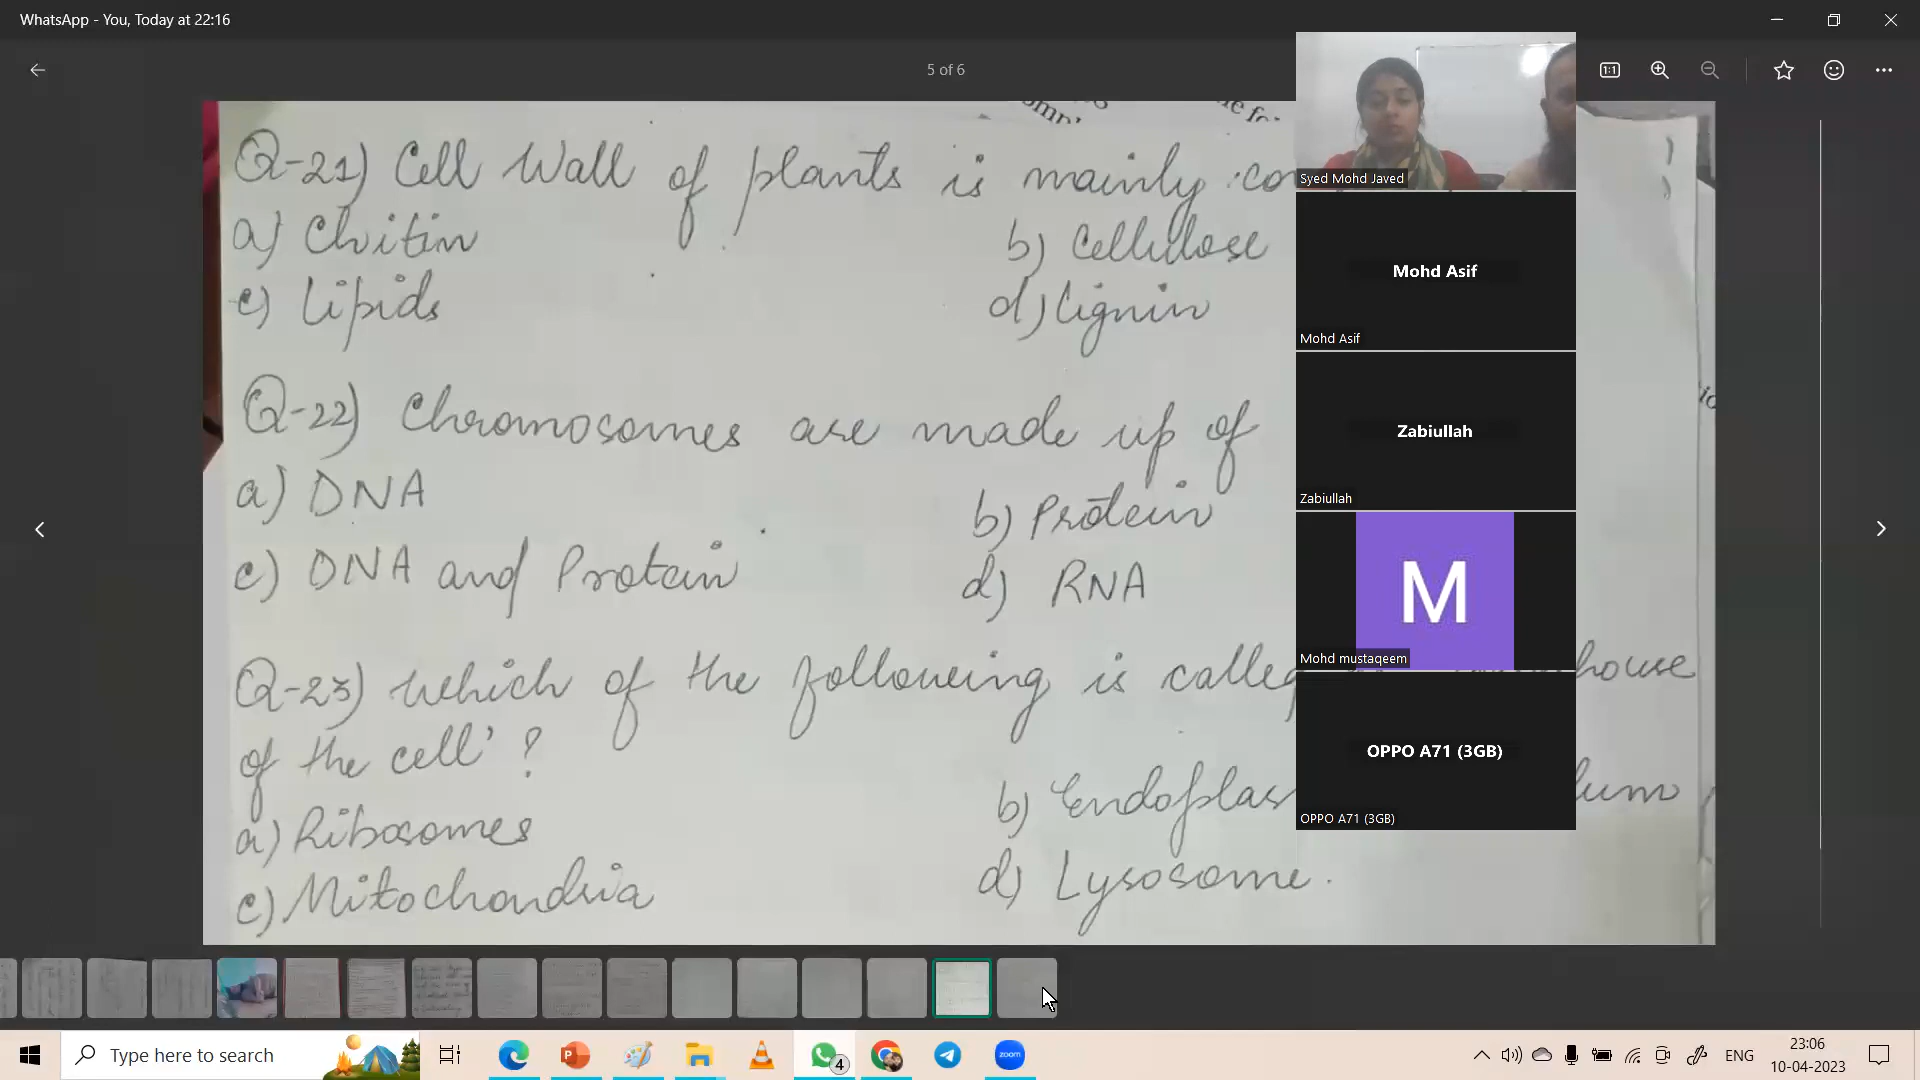 WhatsApp - You, Today at 22:16
5 of 6
Q-21) Cell Wall of plants is mainly co
a) Chitin b) Cellulose
c) Lipids d) Lignin
Q-22) Chromosomes are made up of
a) DNA b) Protein
c) DNA and Protein d) RNA
Q-23) Which of the following is called house
of the cell' ?
a) Ribosomes b) Endoplas lum
c) Mitochondria d) Lysosome.
Syed Mohd Javed
Mohd Asif
Mohd Asif
Zabiullah
Zabiullah
M
Mohd mustaqeem
OPPO A71 (3GB)
OPPO A71 (3GB)
Type here to search
4
zoom
ENG
23:06
10-04-2023